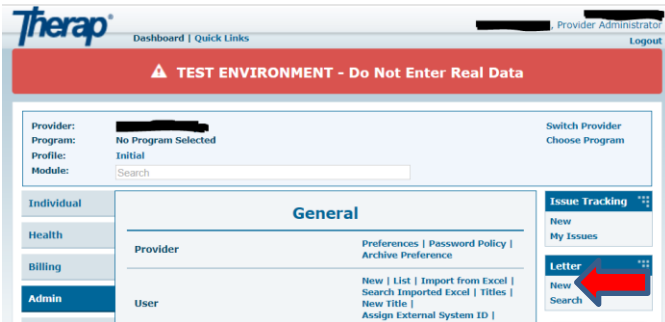 Therap®
, Provider Administrator
Dashboard | Quick Links
Logout
TEST ENVIRONMENT - Do Not Enter Real Data
Provider:
Program: No Program Selected
Profile: Initial
Module: Search
Switch Provider
Choose Program
Individual
Health
Billing
Admin
General
Provider
Preferences | Password Policy |
Archive Preference
User
New | List | Import from Excel |
Search Imported Excel | Titles |
New Title |
Assign External System ID |
Issue Tracking
New
My Issues
Letter
New
Search